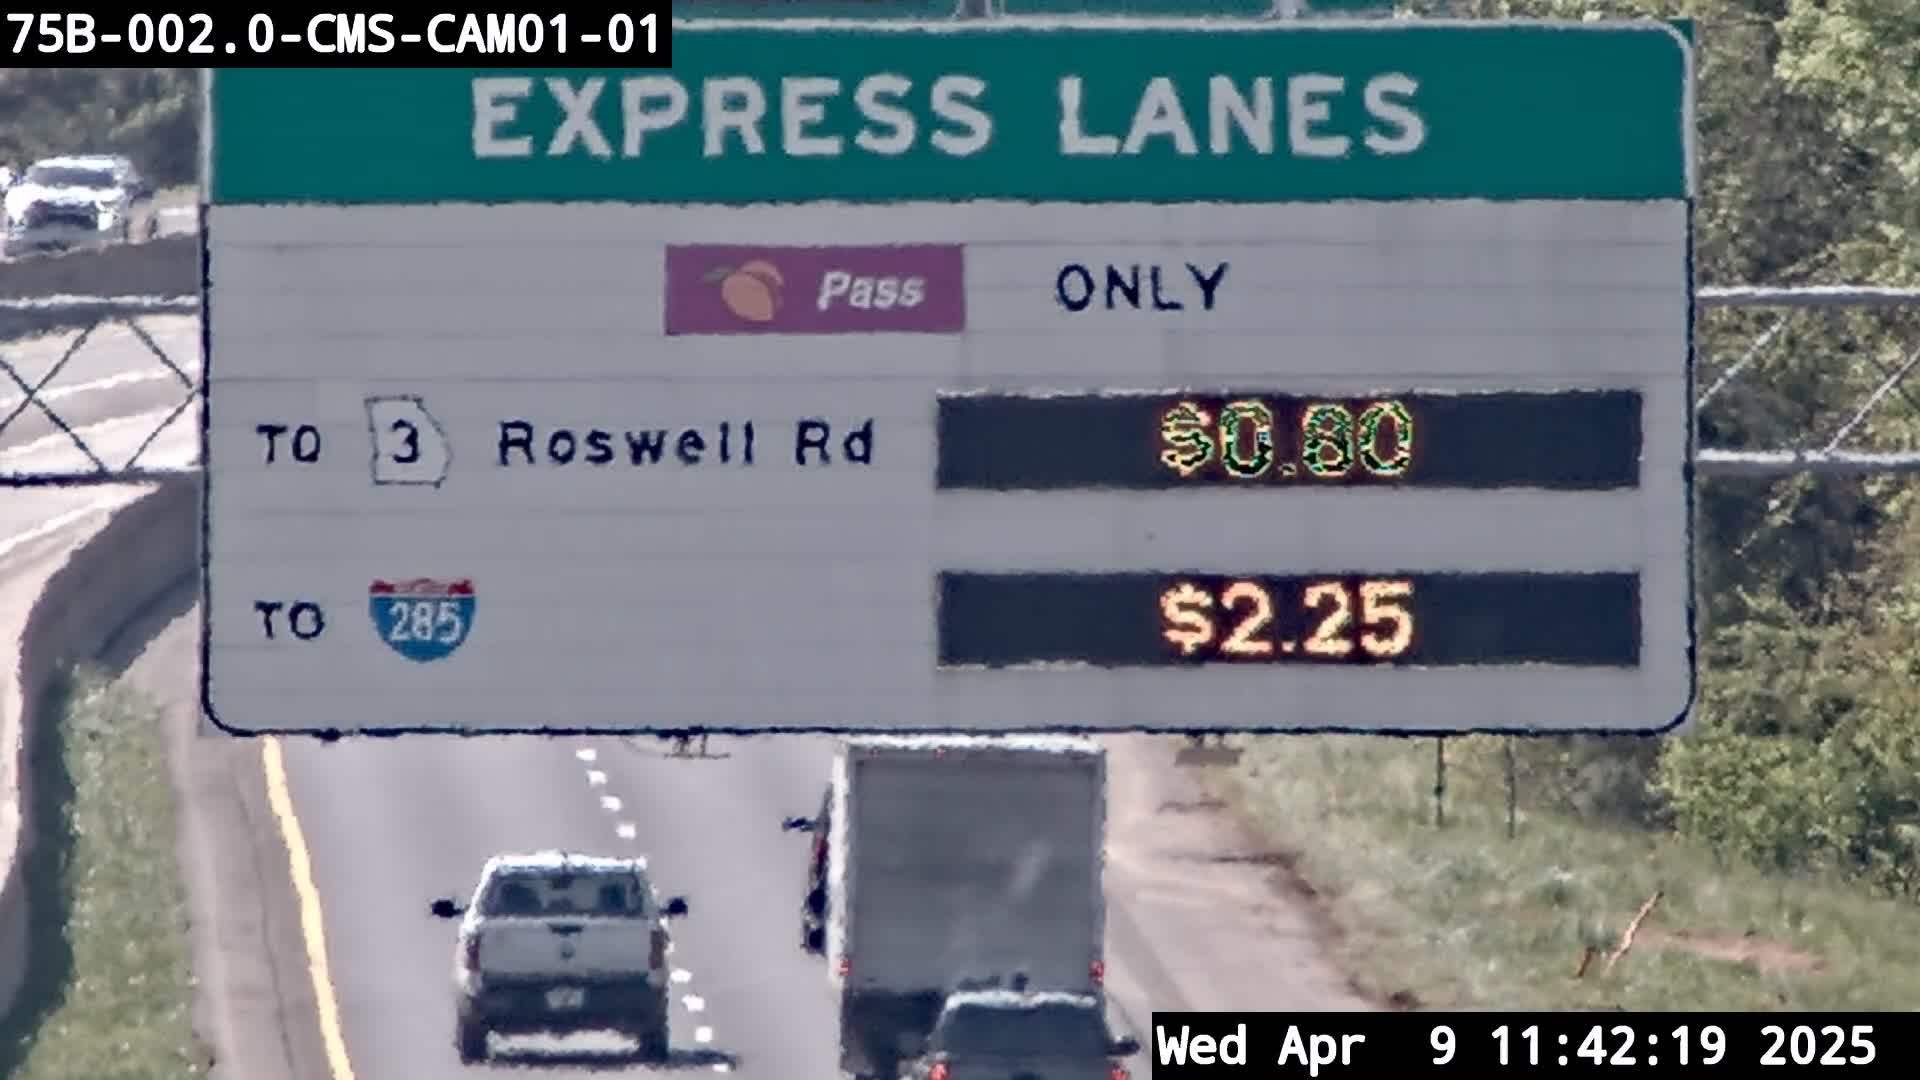 75B-002.0-CMS-CAM01-01
EXPRESS LANES
Pass ONLY
TO 3 Roswell Rd $0.80
TO 285 $2.25
Wed Apr 9 11:42:19 2025